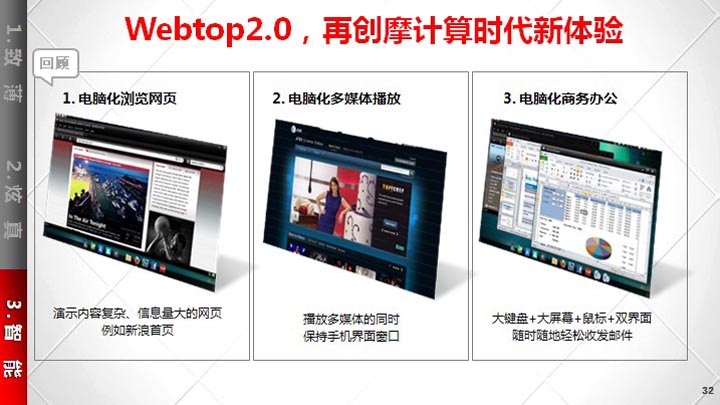 Webtop2.0，再创摩计算时代新体验
回顾
1.致 薄
2.炫 真
3.智 能
1. 电脑化浏览网页
In The Air Tonight
演示内容复杂、信息量大的网页
例如新浪首页
2. 电脑化多媒体播放
at&t
播放多媒体的同时
保持手机界面窗口
3. 电脑化商务办公
大键盘+大屏幕+鼠标+双界面
随时随地轻松收发邮件
32